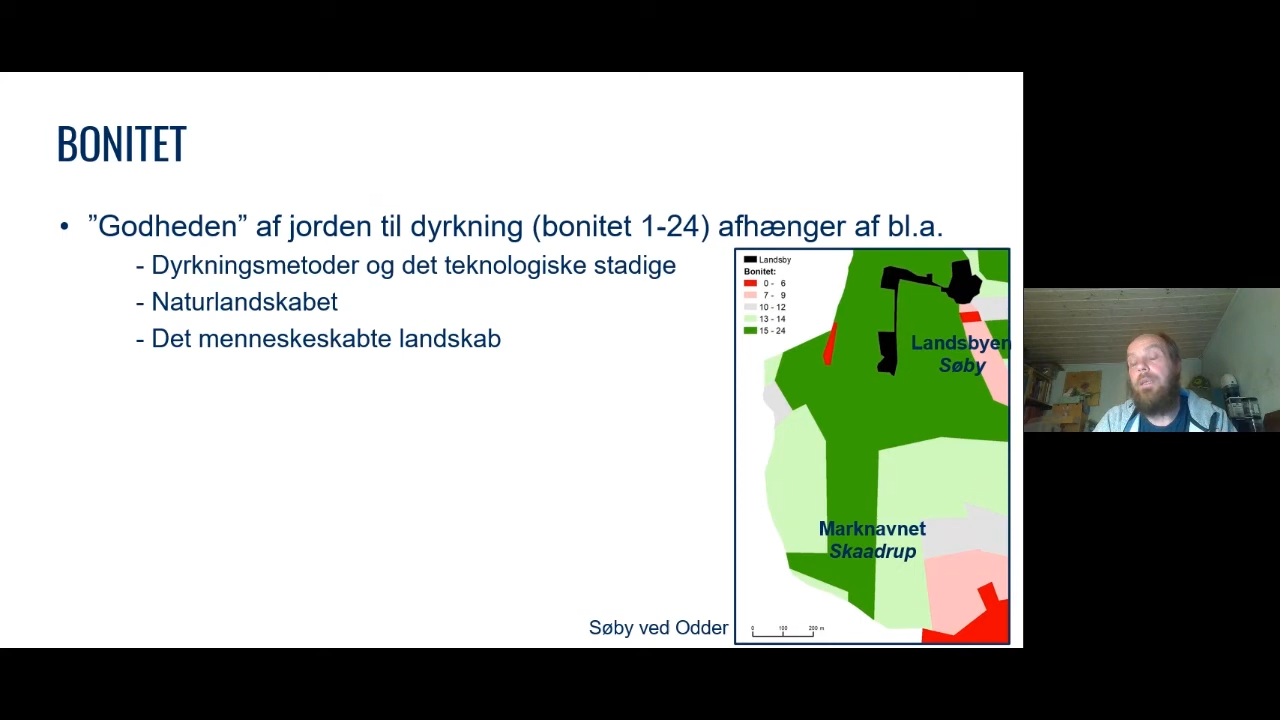 BONITET
• ”Godheden” af jorden til dyrkning (bonitet 1-24) afhænger af bl.a.
- Dyrkningsmetoder og det teknologiske stadige
- Naturlandskabet
- Det menneskeskabte landskab
Landsby
Bonitet:
0 - 6
7 - 9
10 - 12
13 - 14
15 - 24
Landsbyen
Søby
Marknavnet
Skaadrup
0 100 200 m
Søby ved Odder